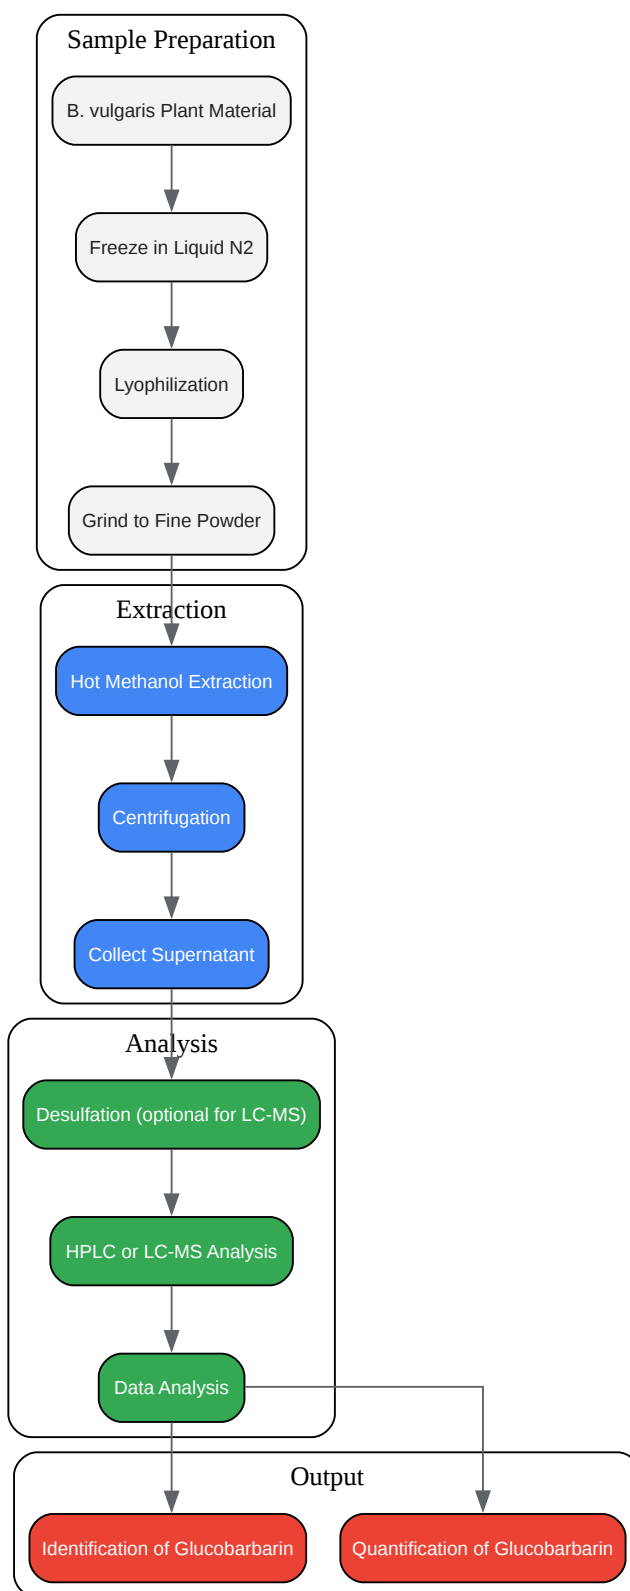 Sample Preparation
B. vulgaris Plant Material
Freeze in Liquid N2
Lyophilization
Grind to Fine Powder
Extraction
Hot Methanol Extraction
Centrifugation
Collect Supernatant
Analysis
Desulfation (optional for LC-MS)
HPLC or LC-MS Analysis
Data Analysis
Output
Identification of Glucobarbarin
Quantification of Glucobarbarin